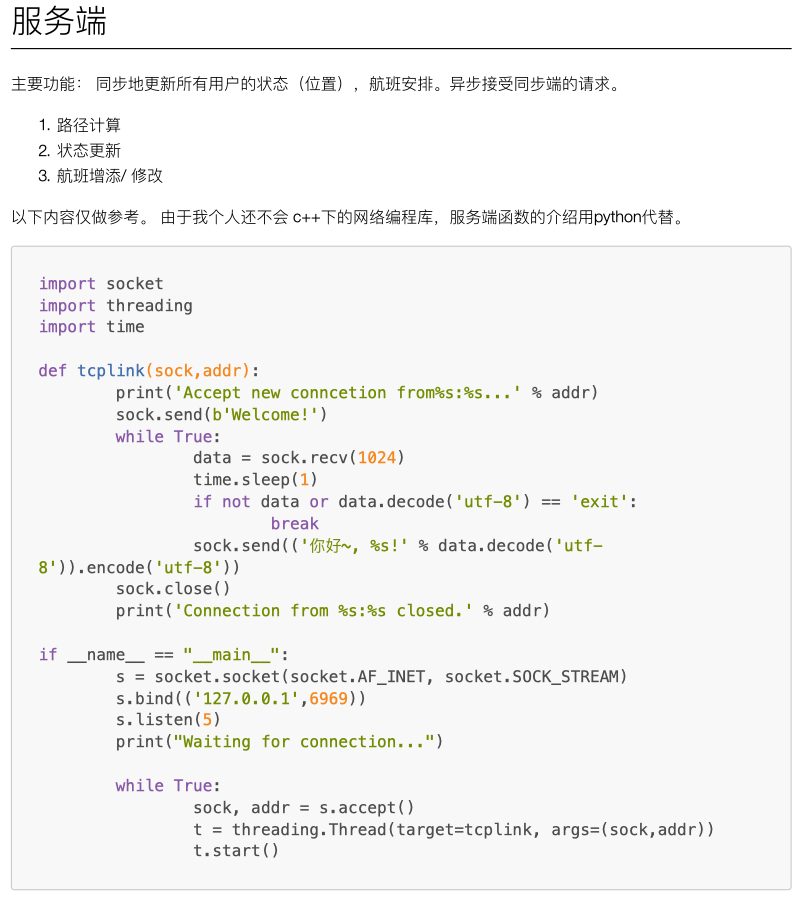 服务端
主要功能： 同步地更新所有用户的状态（位置），航班安排。异步接受同步端的请求。
1. 路径计算
2. 状态更新
3. 航班增添/ 修改
以下内容仅做参考。 由于我个人还不会 c++下的网络编程库，服务端函数的介绍用python代替。
import socket
import threading
import time
def tcplink(sock,addr):
print('Accept new conncetion from%s:%s...' % addr)
sock.send(b'Welcome!')
while True:
data = sock.recv(1024)
time.sleep(1)
if not data or data.decode('utf-8') == 'exit':
break
sock.send(('你好~, %s!' % data.decode('utf-
8')).encode('utf-8'))
sock.close()
print('Connection from %s:%s closed.' % addr)
if __name__ == "__main__":
s = socket.socket(socket.AF_INET, socket.SOCK_STREAM)
s.bind(('127.0.0.1',6969))
s.listen(5)
print("Waiting for connection...")
while True:
sock, addr = s.accept()
t = threading.Thread(target=tcplink, args=(sock,addr))
t.start()